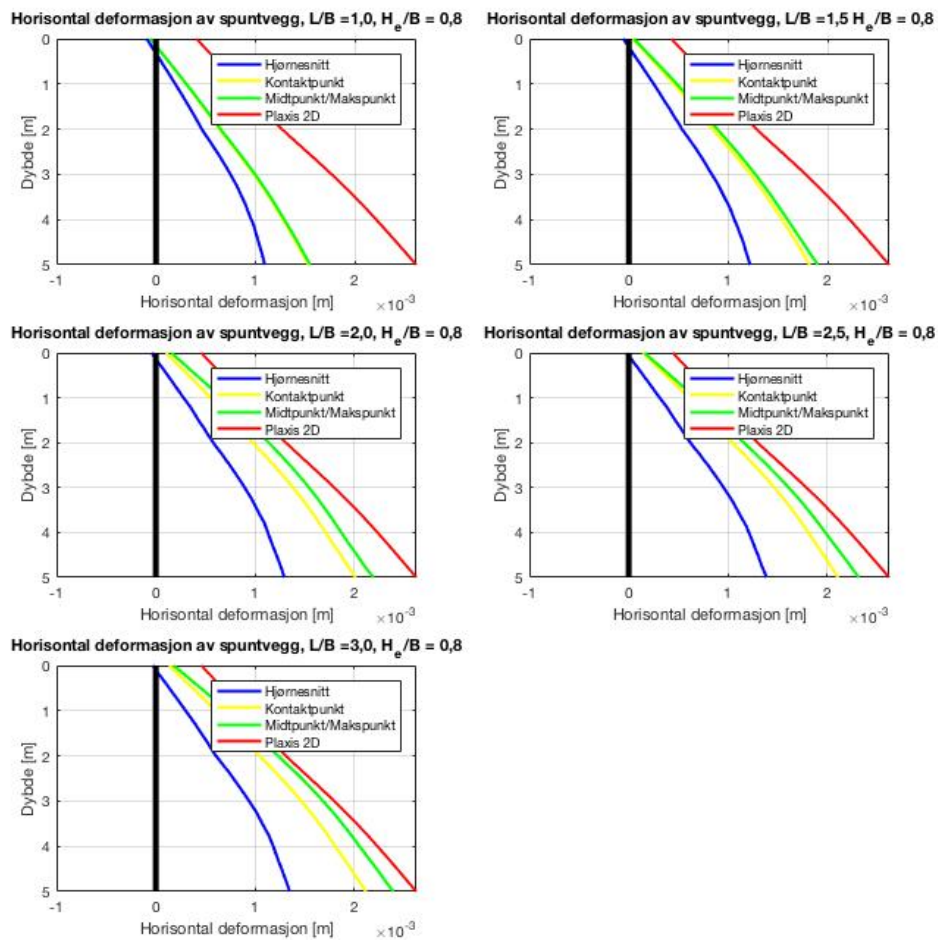 Horisontal deformasjon av spuntvegg, L/B =1,0, H_e/B = 0,8
0
1
2
3
4
5
Dybde [m]
Hjørnesnitt
Kontaktpunkt
Midtpunkt/Makspunkt
Plaxis 2D
-1 0 1 2
Horisontal deformasjon [m] ×10⁻³
Horisontal deformasjon av spuntvegg, L/B =1,5 H_e/B = 0,8
0
1
2
3
4
5
Dybde [m]
Hjørnesnitt
Kontaktpunkt
Midtpunkt/Makspunkt
Plaxis 2D
-1 0 1 2
Horisontal deformasjon [m] ×10⁻³
Horisontal deformasjon av spuntvegg, L/B =2,0, H_e/B = 0,8
0
1
2
3
4
5
Dybde [m]
Hjørnesnitt
Kontaktpunkt
Midtpunkt/Makspunkt
Plaxis 2D
-1 0 1 2
Horisontal deformasjon [m] ×10⁻³
Horisontal deformasjon av spuntvegg, L/B =2,5, H_e/B = 0,8
0
1
2
3
4
5
Dybde [m]
Hjørnesnitt
Kontaktpunkt
Midtpunkt/Makspunkt
Plaxis 2D
-1 0 1 2
Horisontal deformasjon [m] ×10⁻³
Horisontal deformasjon av spuntvegg, L/B =3,0, H_e/B = 0,8
0
1
2
3
4
5
Dybde [m]
Hjørnesnitt
Kontaktpunkt
Midtpunkt/Makspunkt
Plaxis 2D
-1 0 1 2
Horisontal deformasjon [m] ×10⁻³